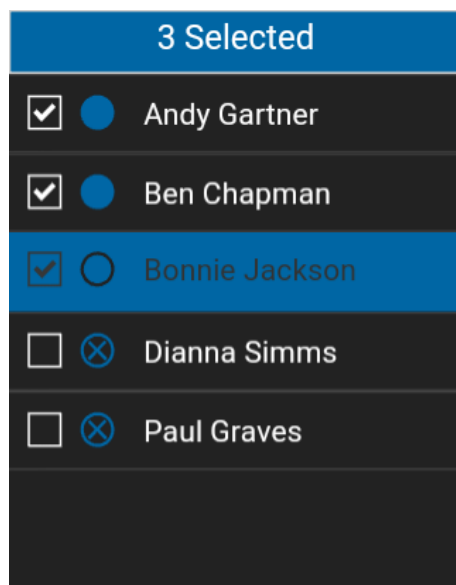 3 Selected
Andy Gartner
Ben Chapman
Bonnie Jackson
Dianna Simms
Paul Graves